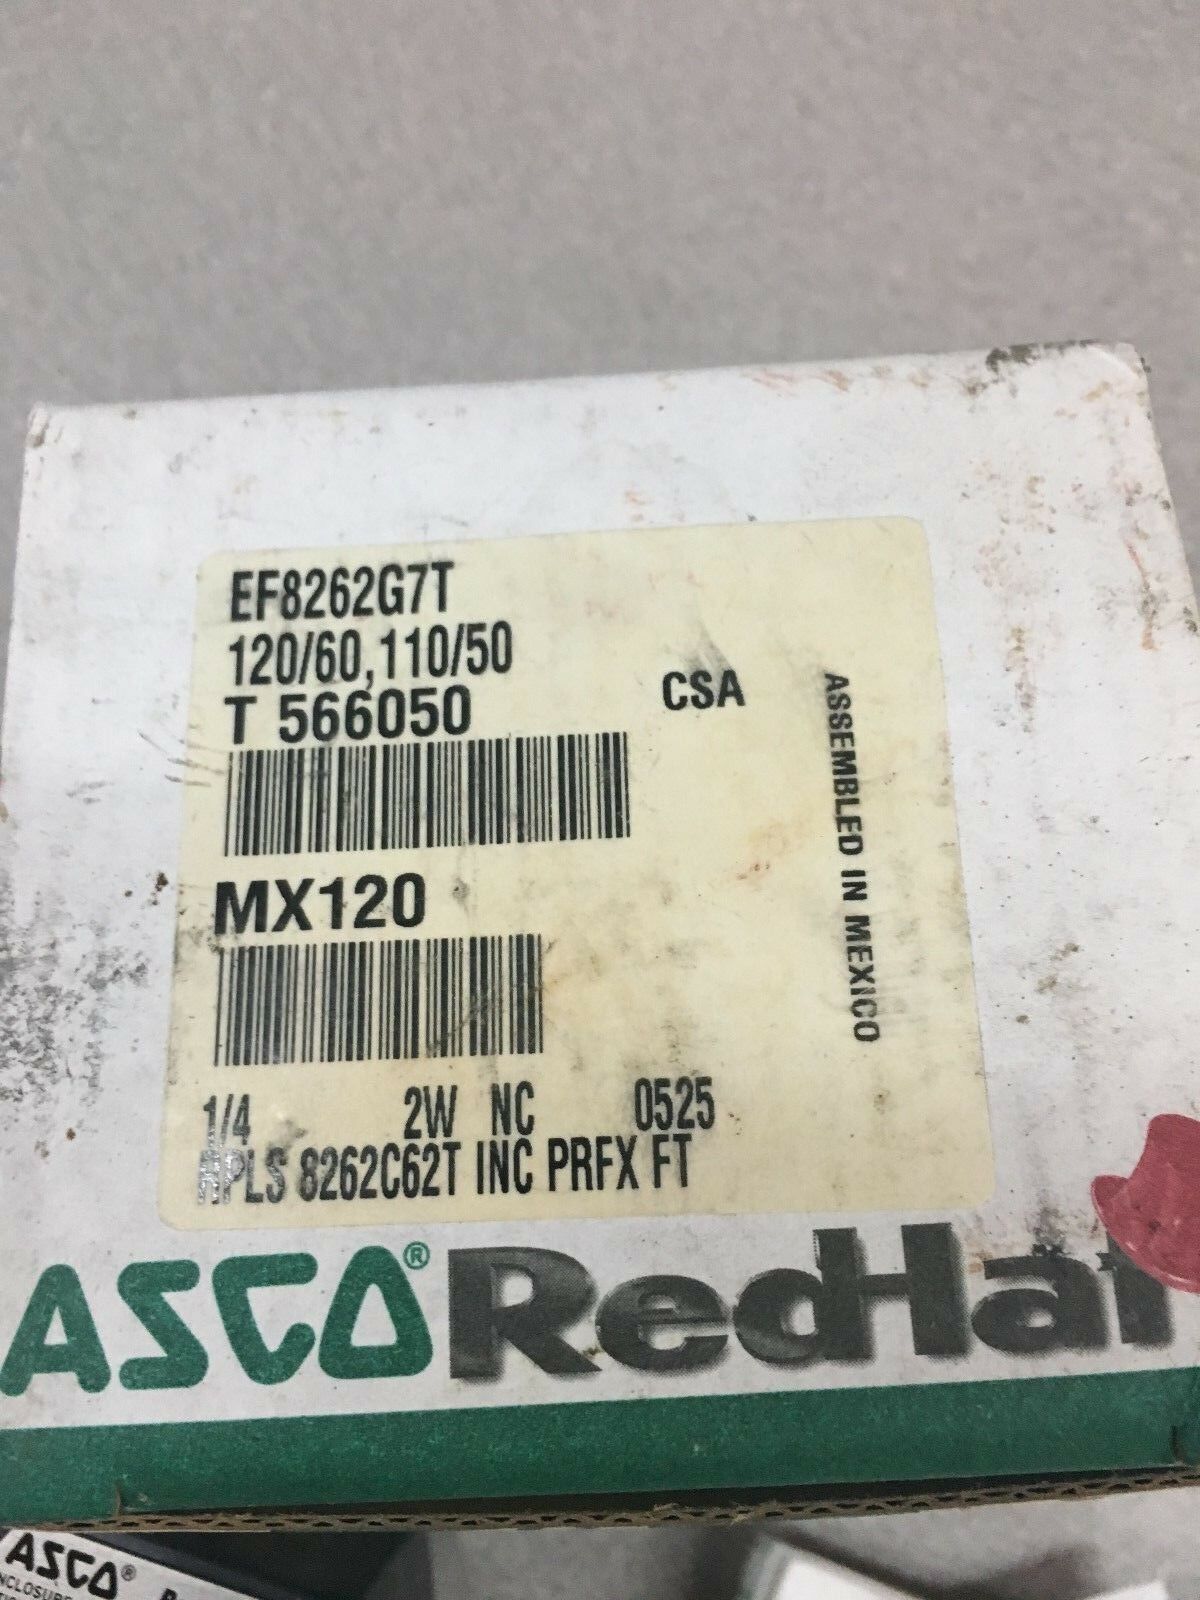 EF8262G7T
120/60,110/50
T 566050
CSA
ASSEMBLED IN MEXICO
MX120
1/4 2W NC 0525
RPLS 8262C62T INC PRFX FT
ASCO® RedHat
ASCO®